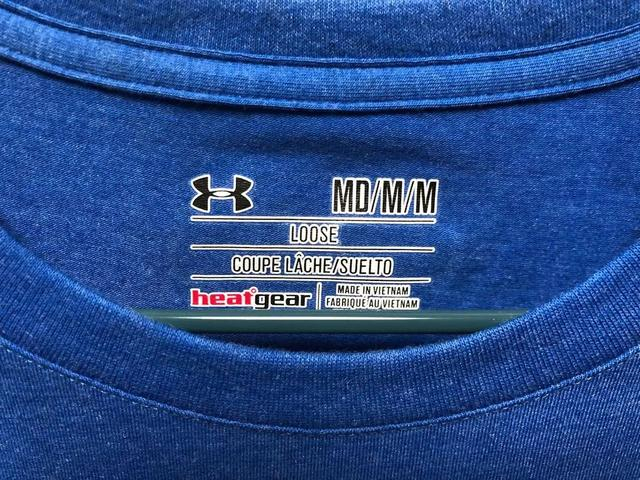 MD/M/M
LOOSE
COUPE LÂCHE/SUELTO
heatgear
MADE IN VIETNAM
FABRIQUÉ AU VIETNAM